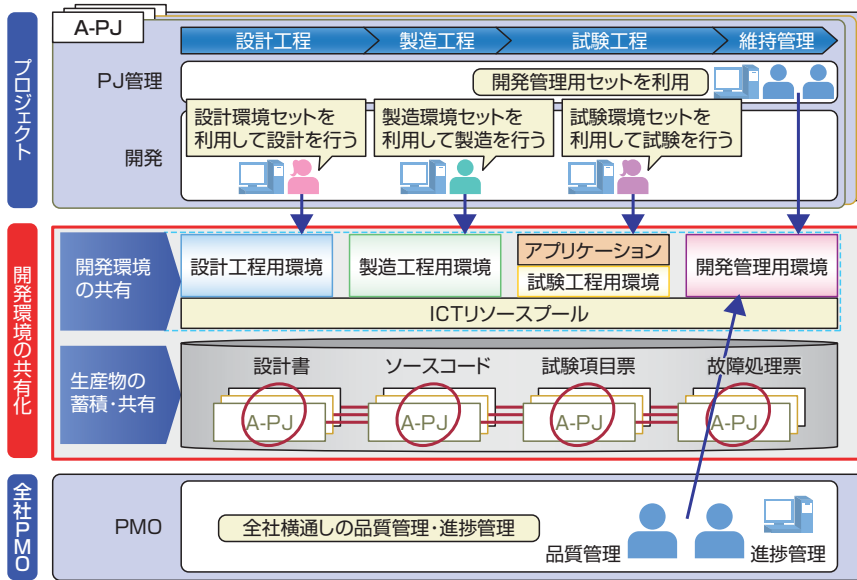 プロジェクト
A-PJ
設計工程
製造工程
試験工程
維持管理
PJ管理
開発管理用セットを利用
開発
設計環境セットを
利用して設計を行う
製造環境セットを
利用して製造を行う
試験環境セットを
利用して試験を行う
開発環境の共有化
開発環境
の共有
設計工程用環境
製造工程用環境
アプリケーション
試験工程用環境
開発管理用環境
ICTリソースプール
生産物の
蓄積・共有
設計書
ソースコード
試験項目票
故障処理票
A-PJ
A-PJ
A-PJ
A-PJ
全社PMO
PMO
全社横通しの品質管理・進捗管理
品質管理
進捗管理